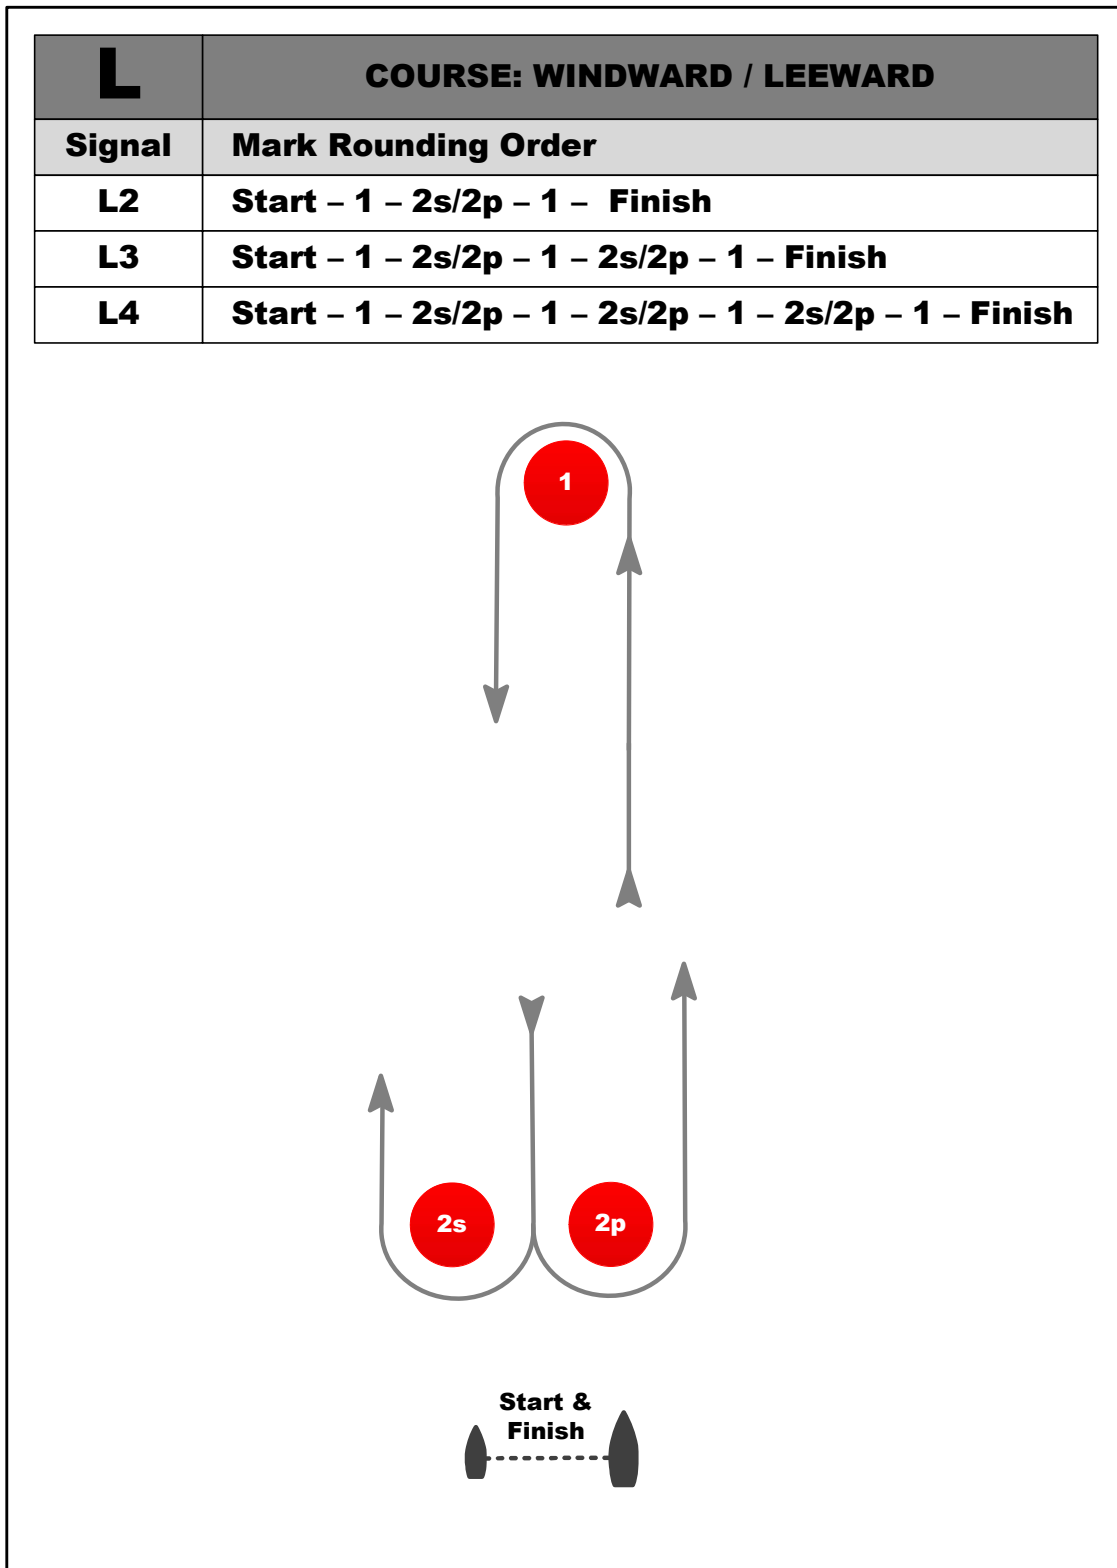 L
COURSE: WINDWARD / LEEWARD
Signal Mark Rounding Order
L2 Start – 1 – 2s/2p – 1 – Finish
L3 Start – 1 – 2s/2p – 1 – 2s/2p – 1 – Finish
L4 Start – 1 – 2s/2p – 1 – 2s/2p – 1 – 2s/2p – 1 – Finish
1
2s
2p
Start &
Finish